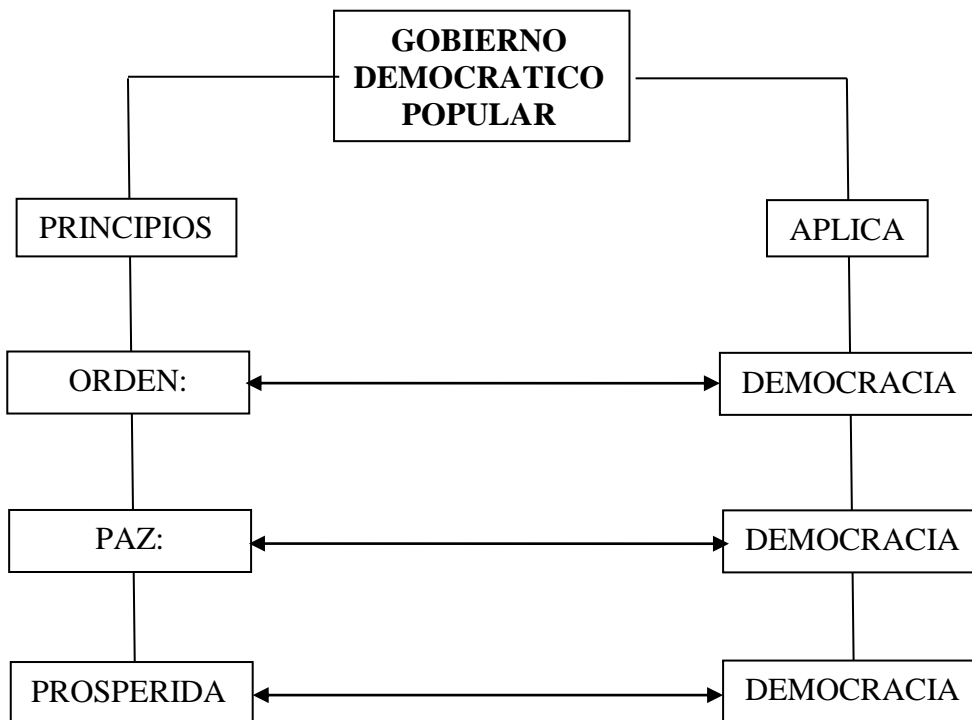 GOBIERNO
DEMOCRATICO
POPULAR
PRINCIPIOS
APLICA
ORDEN:
DEMOCRACIA
PAZ:
DEMOCRACIA
PROSPERIDA
DEMOCRACIA